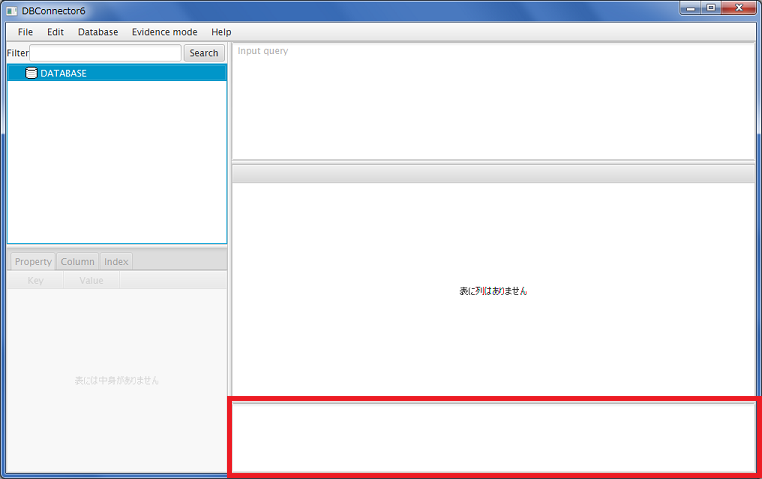 DBConnector6
File Edit Database Evidence mode Help
Filter Search
DATABASE
Input query
Property Column Index
Key Value
表には中身がありません
表に列はありません